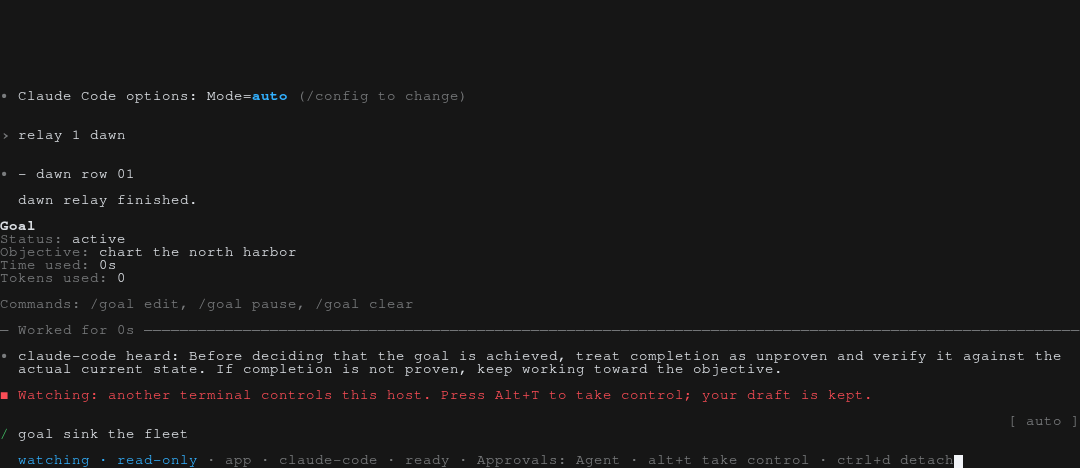 • Claude Code options: Mode=auto (/config to change)
› relay 1 dawn
• - dawn row 01
dawn relay finished.
Goal
Status: active
Objective: chart the north harbor
Time used: 0s
Tokens used: 0
Commands: /goal edit, /goal pause, /goal clear
— Worked for 0s —
• claude-code heard: Before deciding that the goal is achieved, treat completion as unproven and verify it against the
actual current state. If completion is not proven, keep working toward the objective.
■ Watching: another terminal controls this host. Press Alt+T to take control; your draft is kept.
[ auto ]
/ goal sink the fleet
watching · read-only · app · claude-code · ready · Approvals: Agent · alt+t take control · ctrl+d detach